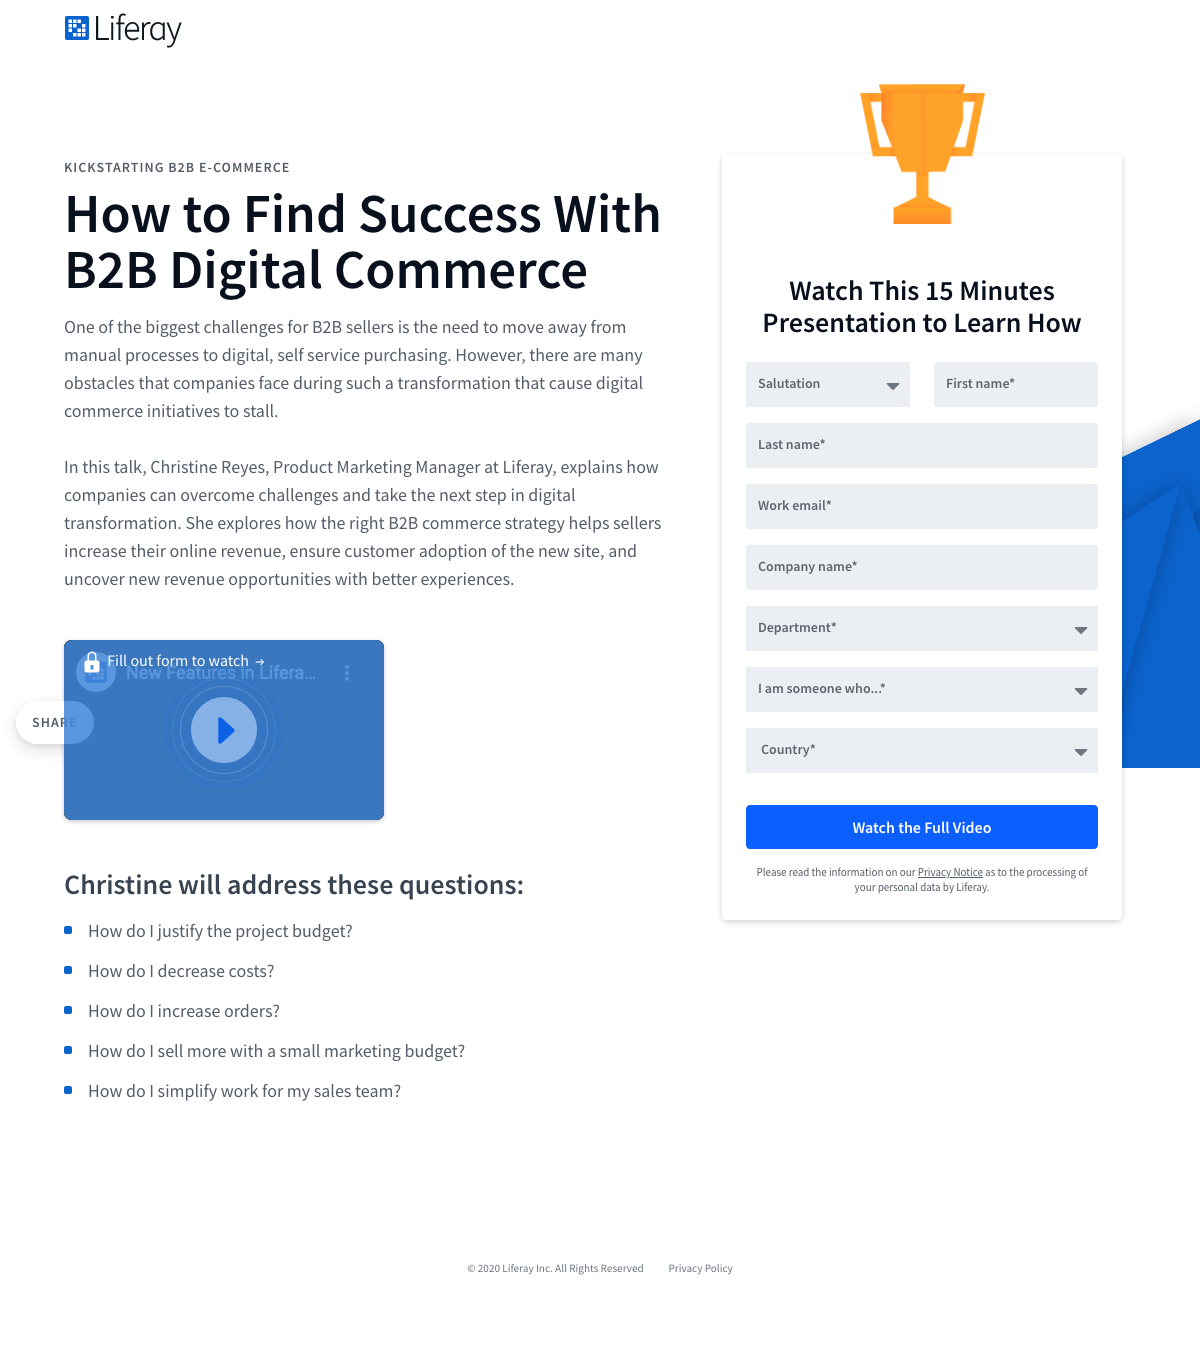 Liferay
KICKSTARTING B2B E-COMMERCE
How to Find Success With
B2B Digital Commerce
One of the biggest challenges for B2B sellers is the need to move away from
manual processes to digital, self service purchasing. However, there are many
obstacles that companies face during such a transformation that cause digital
commerce initiatives to stall.
In this talk, Christine Reyes, Product Marketing Manager at Liferay, explains how
companies can overcome challenges and take the next step in digital
transformation. She explores how the right B2B commerce strategy helps sellers
increase their online revenue, ensure customer adoption of the new site, and
uncover new revenue opportunities with better experiences.
Fill out form to watch →
New Features in Lifera...
SHARE
Christine will address these questions:
How do I justify the project budget?
How do I decrease costs?
How do I increase orders?
How do I sell more with a small marketing budget?
How do I simplify work for my sales team?
Watch This 15 Minutes
Presentation to Learn How
Salutation
First name*
Last name*
Work email*
Company name*
Department*
I am someone who...*
Country*
Watch the Full Video
Please read the information on our Privacy Notice as to the processing of
your personal data by Liferay.
© 2020 Liferay Inc. All Rights Reserved
Privacy Policy